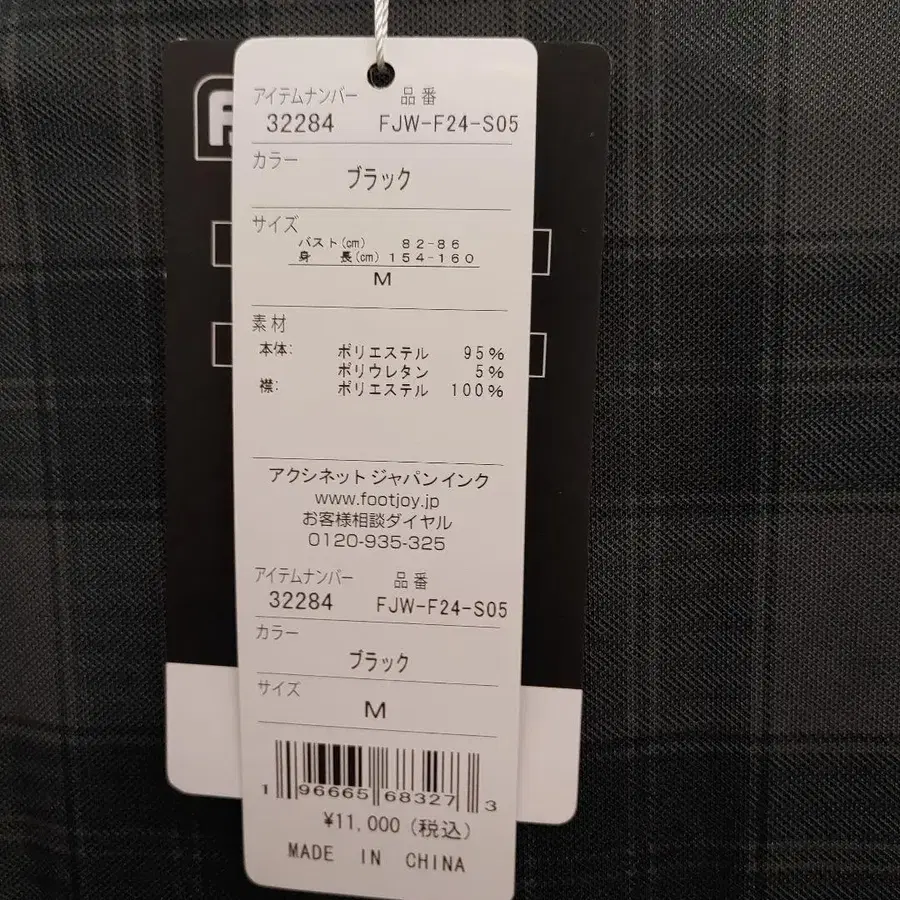 アイテムナンバー 品番
32284 FJW-F24-S05
カラー
ブラック
サイズ
バスト(cm) 82-86
身 長(cm) 154-160
M
素材
本体: ポリエステル 95%
ポリウレタン 5%
襟: ポリエステル 100%
アクシネット ジャパン インク
www.footjoy.jp
お客様相談ダイヤル
0120-935-325
アイテムナンバー 品番
32284 FJW-F24-S05
カラー
ブラック
サイズ
M
1 96665 68327 3
¥11,000 (税込)
MADE IN CHINA